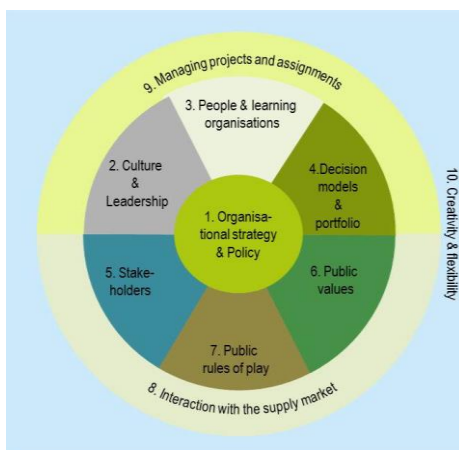 9. Managing projects and assignments
3. People & learning
organisations
2. Culture
&
Leadership
4.Decision
models
&
portfolio
10. Creativity & flexibility
1. Organisa-
tional strategy
& Policy
5. Stake-
holders
6. Public
values
7. Public
rules of play
8. Interaction with the supply market